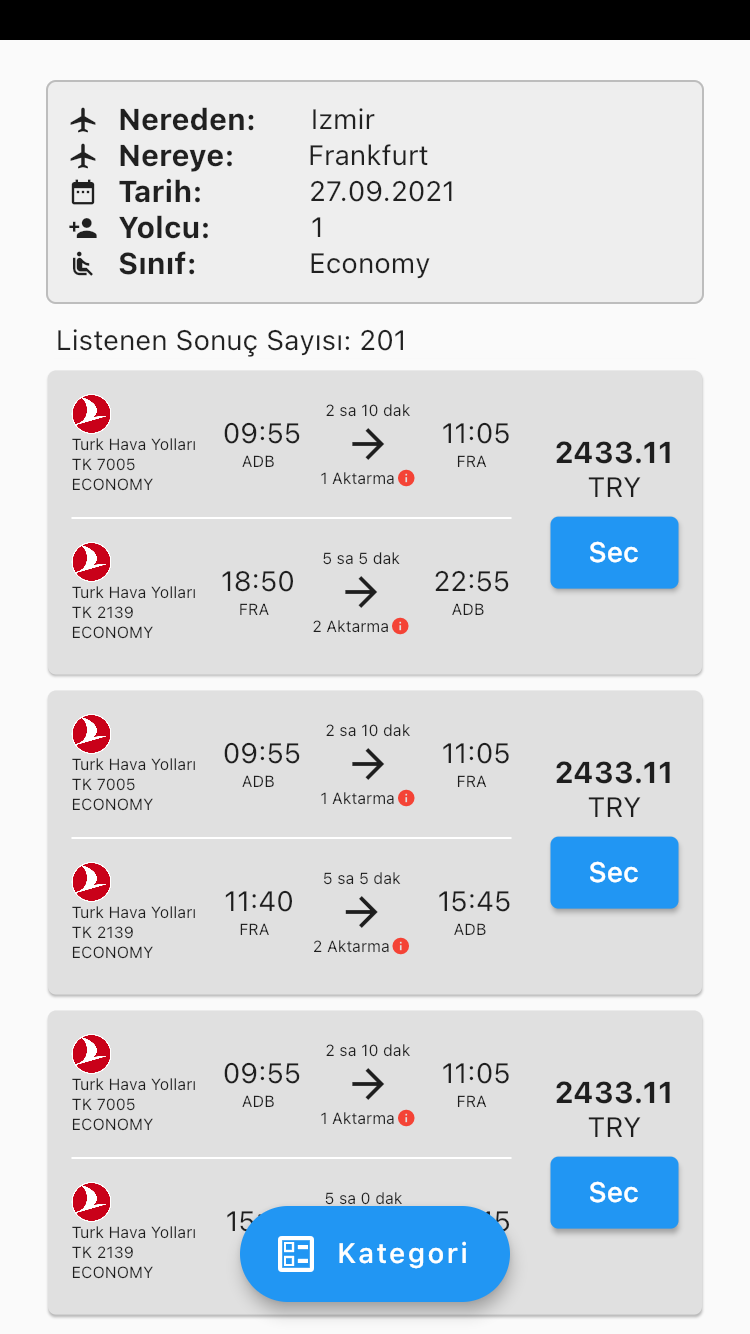 Nereden: Izmir
Nereye: Frankfurt
Tarih: 27.09.2021
Yolcu: 1
Sınıf: Economy
Listenen Sonuç Sayısı: 201
Turk Hava Yolları
TK 7005
ECONOMY
09:55
ADB
2 sa 10 dak
1 Aktarma
11:05
FRA
Turk Hava Yolları
TK 2139
ECONOMY
18:50
FRA
5 sa 5 dak
2 Aktarma
22:55
ADB
2433.11
TRY
Sec
Turk Hava Yolları
TK 7005
ECONOMY
09:55
ADB
2 sa 10 dak
1 Aktarma
11:05
FRA
Turk Hava Yolları
TK 2139
ECONOMY
11:40
FRA
5 sa 5 dak
2 Aktarma
15:45
ADB
2433.11
TRY
Sec
Turk Hava Yolları
TK 7005
ECONOMY
09:55
ADB
2 sa 10 dak
1 Aktarma
11:05
FRA
Turk Hava Yolları
TK 2139
ECONOMY
5 sa 0 dak
2433.11
TRY
Sec
Kategori